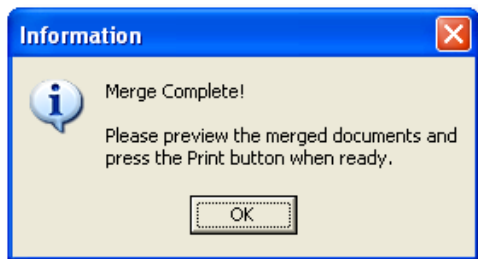 Information
Merge Complete!
Please preview the merged documents and
press the Print button when ready.
OK